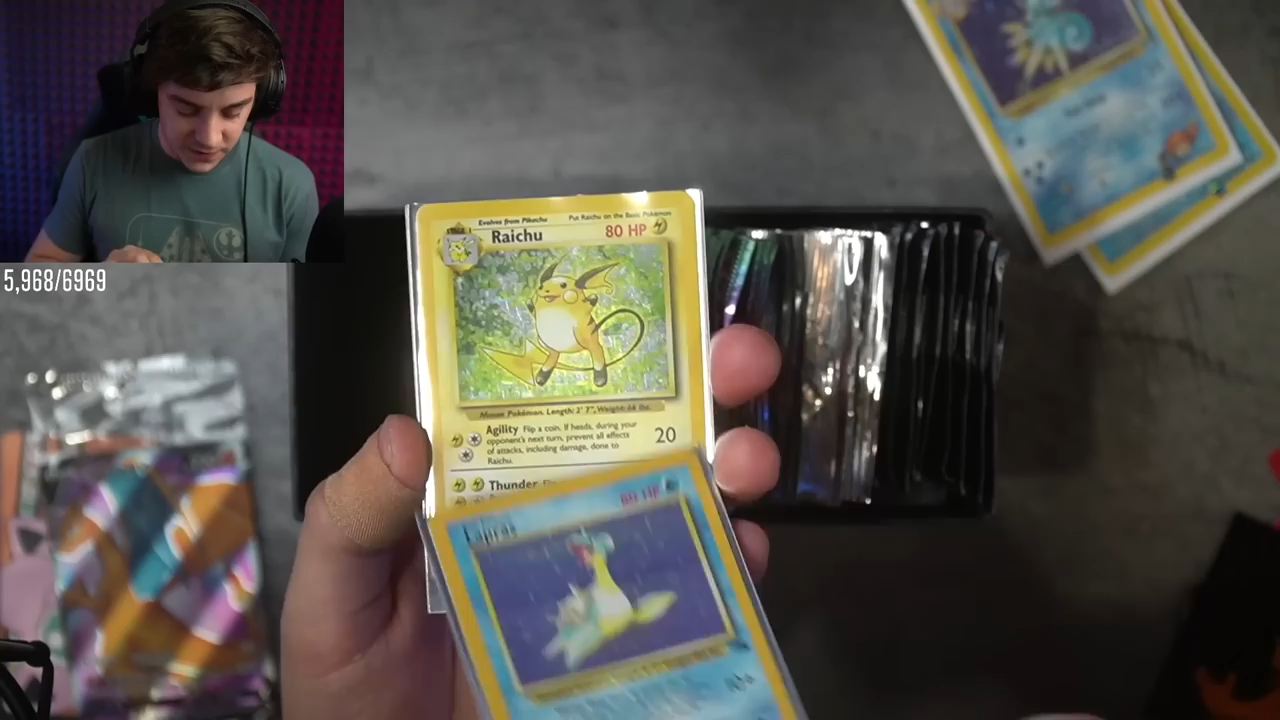 5,968/6969
STAGE 1
Evolves from Pikachu
Put Raichu on the Basic Pokémon
Raichu
80 HP
Mouse Pokémon. Length: 2' 7", Weight: 66 lbs.
Agility Flip a coin. If heads, during your
opponent's next turn, prevent all effects
of attacks, including damage, done to
Raichu.
20
Thunder
Lapras
80 HP